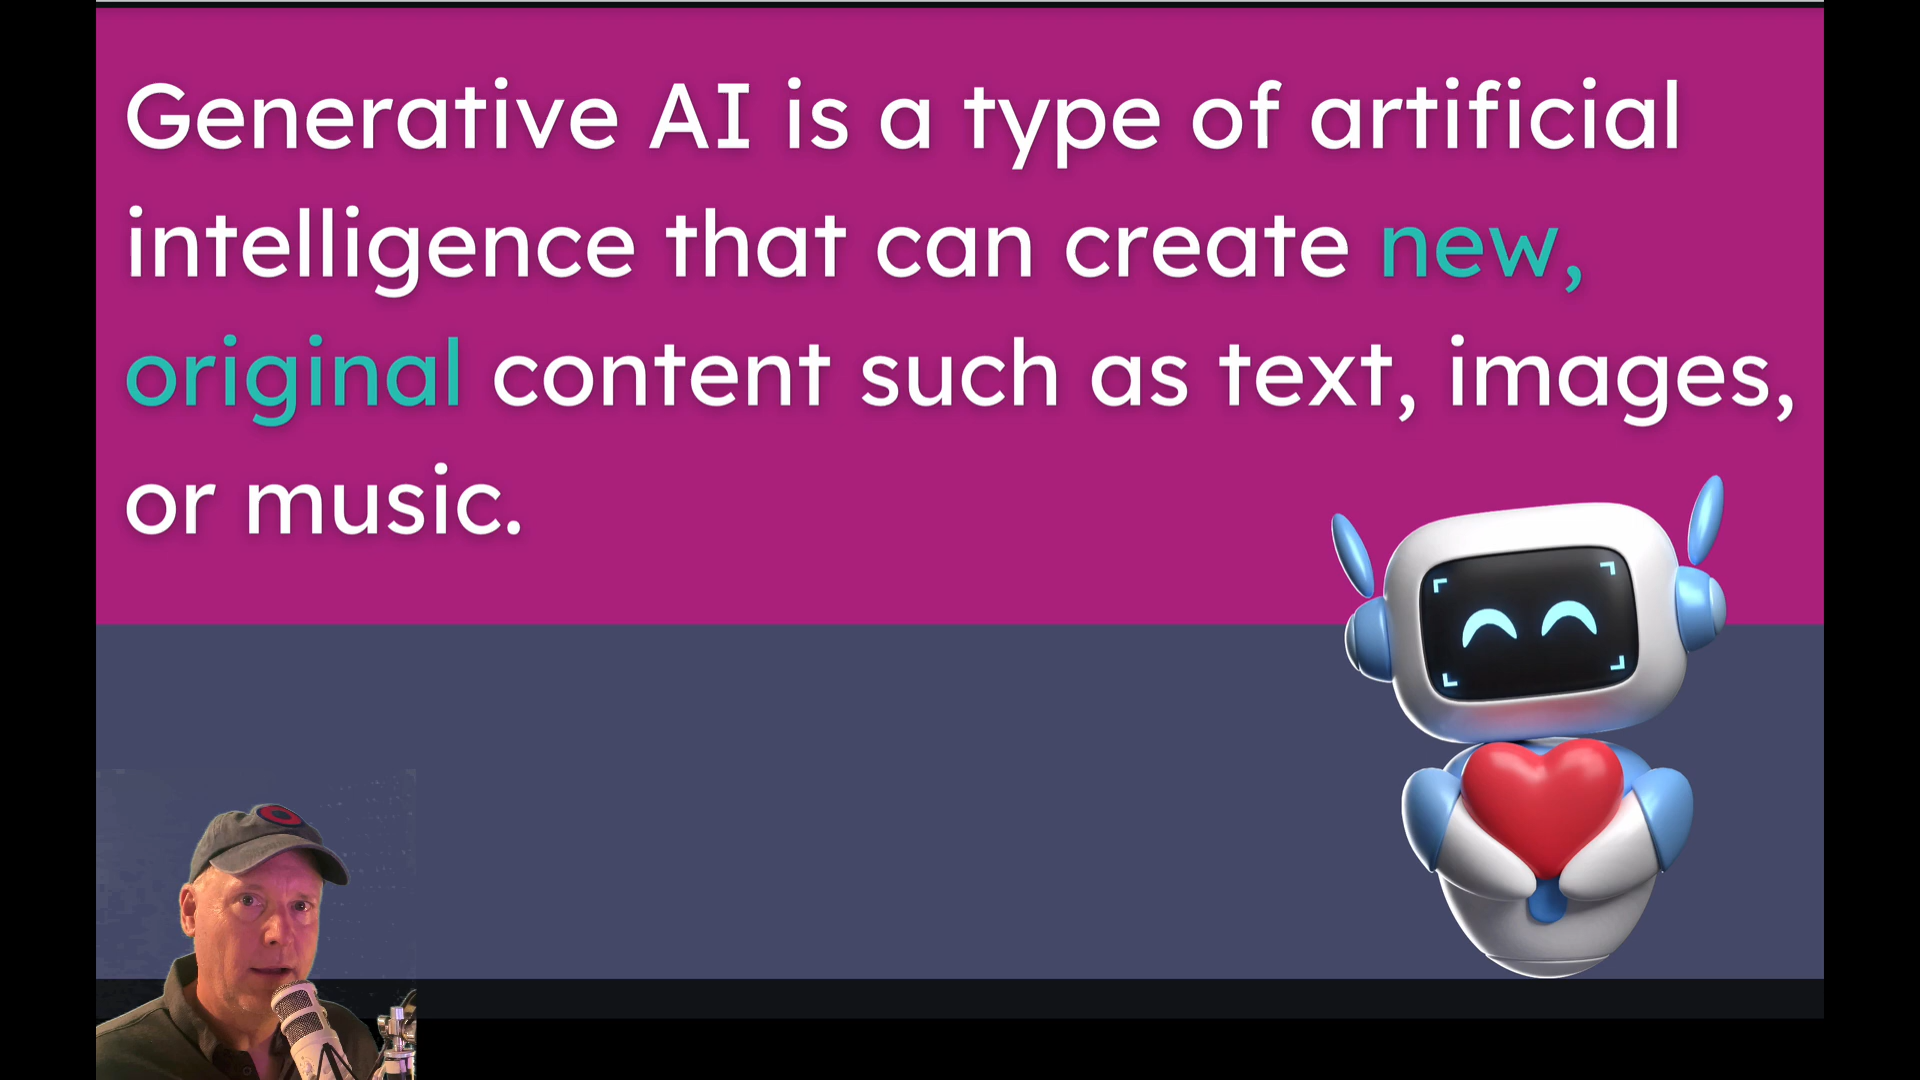 Generative AI is a type of artificial
intelligence that can create new,
original content such as text, images,
or music.